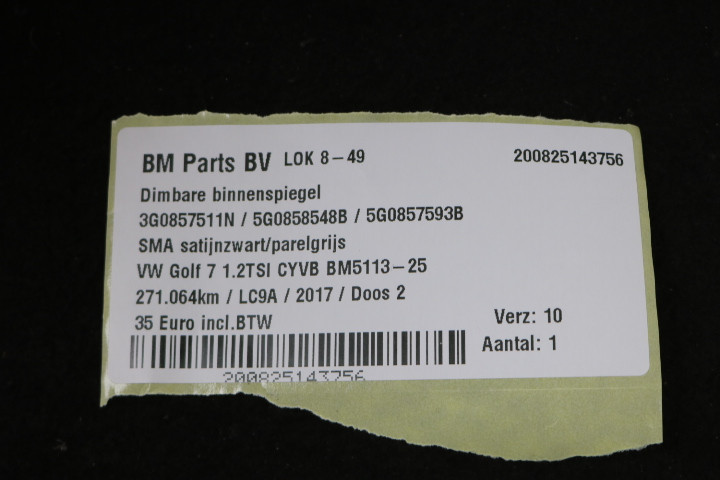 BM Parts BV LOK 8-49 200825143756
Dimbare binnenspiegel
3G0857511N / 5G0858548B / 5G0857593B
SMA satijnzwart/parelgrijs
VW Golf 7 1.2TSI CYVB BM5113-25
271.064km / LC9A / 2017 / Doos 2
35 Euro incl.BTW Verz: 10
Aantal: 1
200825143756